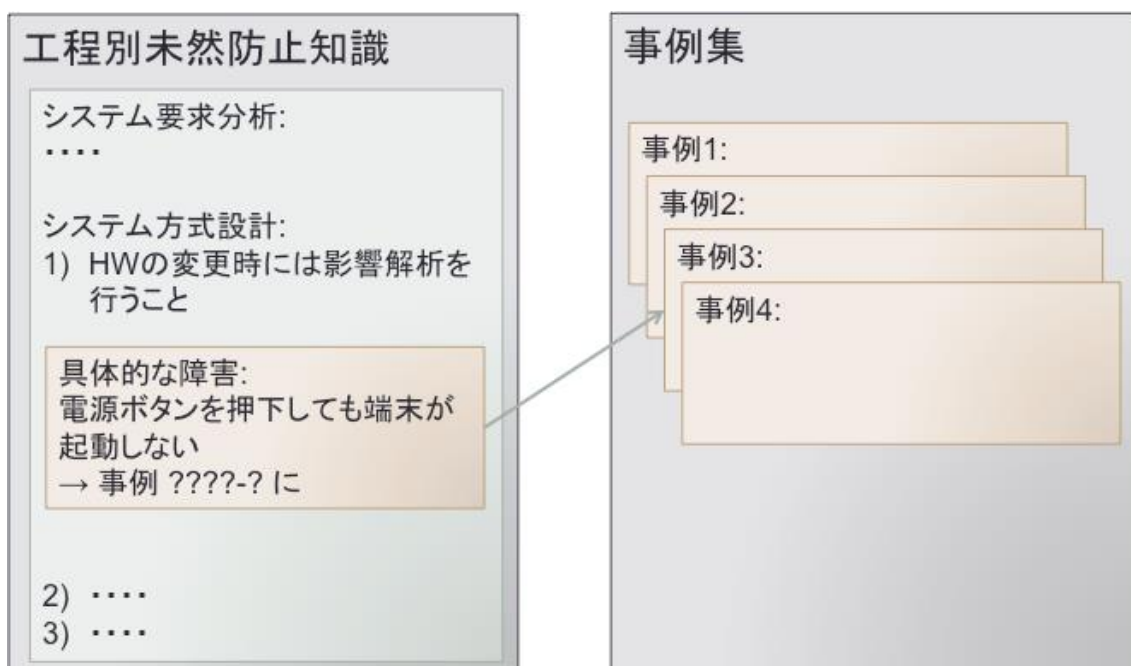 工程別未然防止知識
システム要求分析:
・・・・
システム方式設計:
1) HWの変更時には影響解析を
行うこと
具体的な障害:
電源ボタンを押下しても端末が
起動しない
→ 事例 ????-? に
2) ・・・・
3) ・・・・
事例集
事例1:
事例2:
事例3:
事例4: